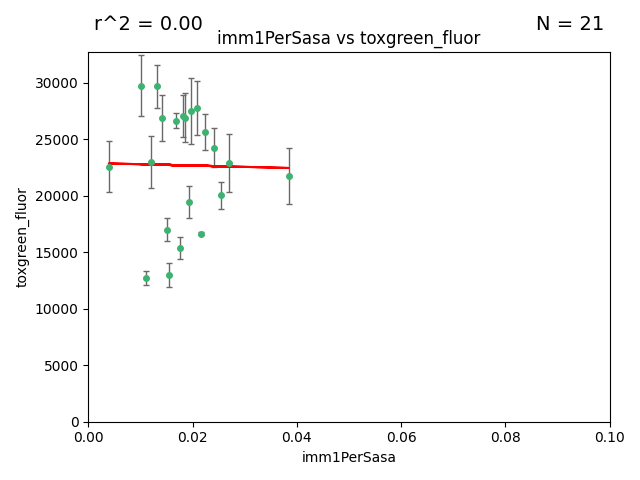 r^2 = 0.00
N = 21
imm1PerSasa vs toxgreen_fluor
toxgreen_fluor
30000
25000
20000
15000
10000
5000
0
0.00 0.02 0.04 0.06 0.08 0.10
imm1PerSasa